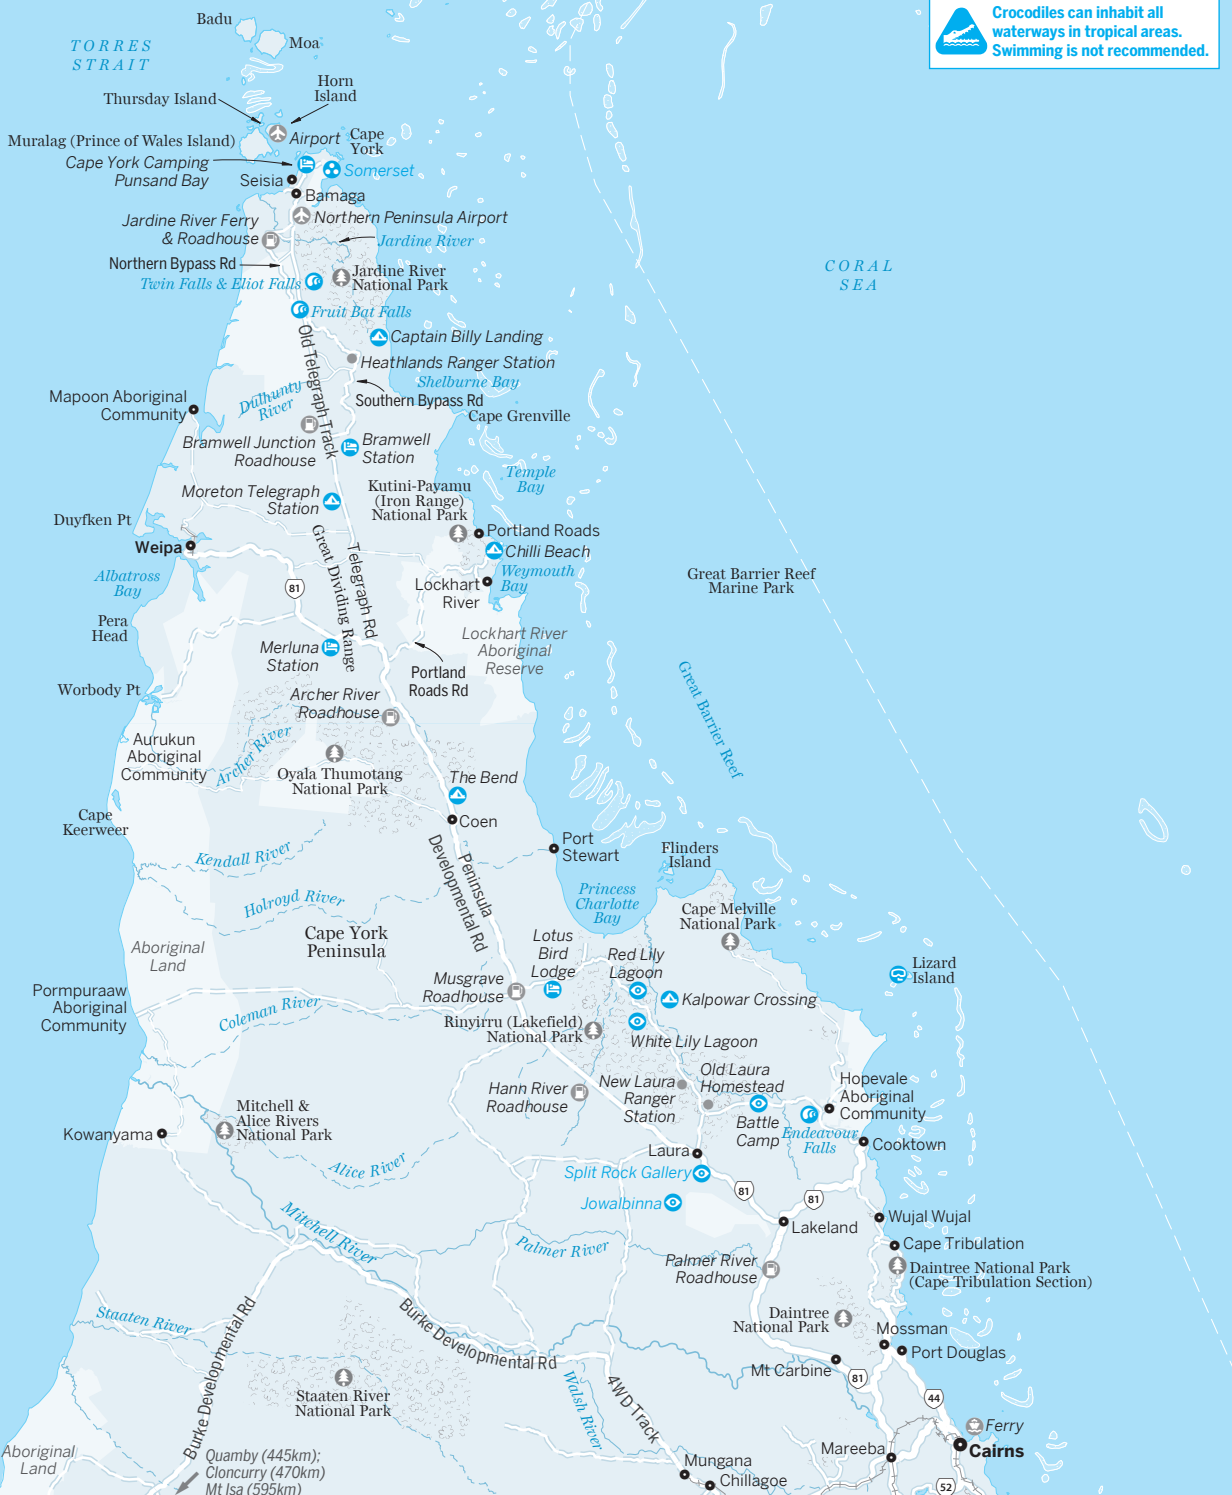 Crocodiles can inhabit all
waterways in tropical areas.
Swimming is not recommended.
Badu
Moa
TORRES
STRAIT
Horn
Island
Thursday Island
Muralag (Prince of Wales Island)
Airport
Cape
York
Cape York Camping
Punsand Bay
Somerset
Seisia
Bamaga
Northern Peninsula Airport
Jardine River Ferry
& Roadhouse
Jardine River
Northern Bypass Rd
Twin Falls & Eliot Falls
Jardine River
National Park
Fruit Bat Falls
CORAL
SEA
Captain Billy Landing
Old Telegraph Track
Heathlands Ranger Station
Shelburne Bay
Southern Bypass Rd
Cape Grenville
Mapoon Aboriginal
Community
Dulhunty
River
Bramwell Junction
Roadhouse
Bramwell
Station
Temple
Bay
Moreton Telegraph
Station
Kutini-Payamu
(Iron Range)
National Park
Duyfken Pt
Weipa
Portland Roads
Chilli Beach
Weymouth
Bay
Albatross
Bay
81
Great Dividing Range
Telegraph Rd
Lockhart
River
Great Barrier Reef
Marine Park
Pera
Head
Merluna
Station
Lockhart River
Aboriginal
Reserve
Portland
Roads Rd
Great Barrier Reef
Worbody Pt
Archer River
Roadhouse
Aurukun
Aboriginal
Community
Archer River
Oyala Thumotang
National Park
The Bend
Cape
Keerweer
Coen
Port
Stewart
Flinders
Island
Kendall River
Peninsula
Developmental Rd
Princess
Charlotte
Bay
Holroyd River
Cape Melville
National Park
Cape York
Peninsula
Aboriginal
Land
Lotus
Bird
Lodge
Red Lily
Lagoon
Lizard
Island
Musgrave
Roadhouse
Kalpowar Crossing
Pormpuraaw
Aboriginal
Community
Coleman River
Rinyirru (Lakefield)
National Park
White Lily Lagoon
Hann River
Roadhouse
New Laura
Ranger
Station
Old Laura
Homestead
Hopevale
Aboriginal
Community
Battle
Camp
Endeavour
Falls
Mitchell &
Alice Rivers
National Park
Kowanyama
Cooktown
Alice River
Laura
Split Rock Gallery
Jowalbinna
81
81
Mitchell River
Lakeland
Wujal Wujal
Palmer River
Cape Tribulation
Palmer River
Roadhouse
Daintree National Park
(Cape Tribulation Section)
Staaten River
Burke Developmental Rd
Burke Developmental Rd
Daintree
National Park
Mossman
Port Douglas
Mt Carbine
81
Staaten River
National Park
Walsh River
4WD Track
44
Ferry
Cairns
Mareeba
Aboriginal
Land
Quamby (445km);
Cloncurry (470km)
Mt Isa (595km)
Mungana
Chillagoe
52